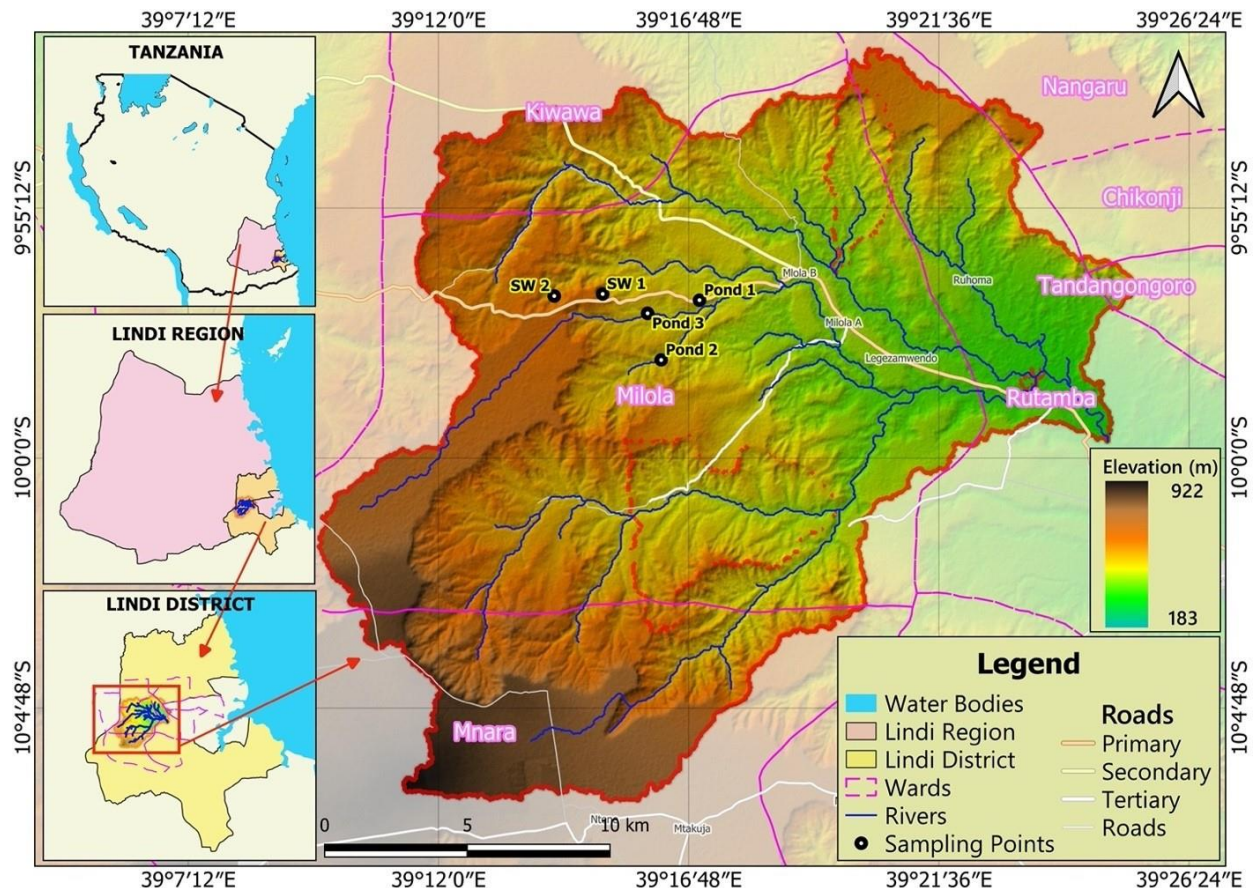 39°7'12"E 39°12'0"E 39°16'48"E 39°21'36"E 39°26'24"E
TANZANIA
LINDI REGION
LINDI DISTRICT
9°55'12"S
10°0'0"S
10°4'48"S
9°55'12"S
10°0'0"S
10°4'48"S
Kiwawa
Nangaru
Chikonji
Tandangongoro
Ruhoma
Mlola B
SW 2
SW 1
Pond 1
Pond 3
Pond 2
Milola A
Legezamwendo
Milola
Rutamba
Mnara
Mtakuja
0 5 10 km
Elevation (m)
922
183
Legend
Water Bodies
Lindi Region
Lindi District
Wards
Rivers
Sampling Points
Roads
Primary
Secondary
Tertiary
Roads
39°7'12"E 39°12'0"E 39°16'48"E 39°21'36"E 39°26'24"E